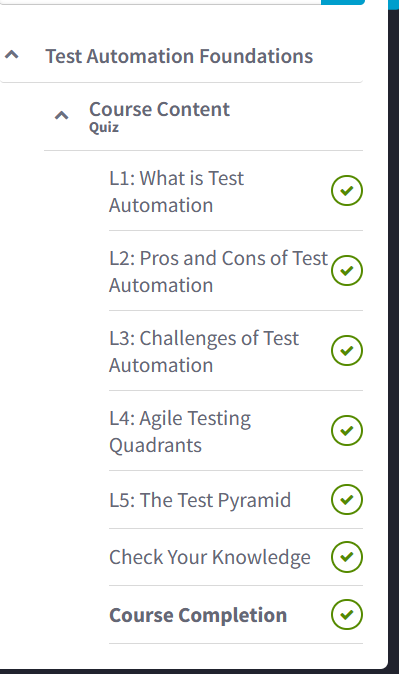 Test Automation Foundations
Course Content
Quiz
L1: What is Test
Automation
L2: Pros and Cons of Test
Automation
L3: Challenges of Test
Automation
L4: Agile Testing
Quadrants
L5: The Test Pyramid
Check Your Knowledge
Course Completion